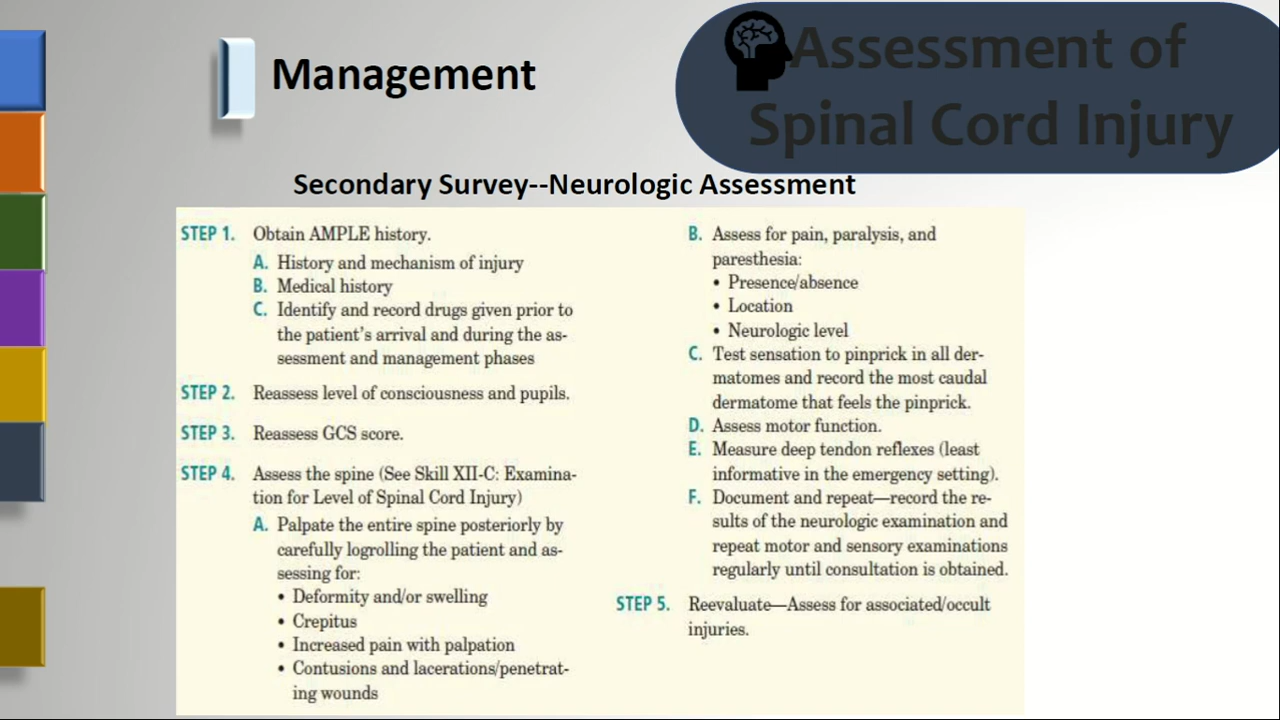 Management
Assessment of
Spinal Cord Injury
Secondary Survey--Neurologic Assessment
STEP 1. Obtain AMPLE history.
A. History and mechanism of injury
B. Medical history
C. Identify and record drugs given prior to
the patient's arrival and during the as-
sessment and management phases
STEP 2. Reassess level of consciousness and pupils.
STEP 3. Reassess GCS score.
STEP 4. Assess the spine (See Skill XII-C: Examina-
tion for Level of Spinal Cord Injury)
A. Palpate the entire spine posteriorly by
carefully logrolling the patient and as-
sessing for:
• Deformity and/or swelling
• Crepitus
• Increased pain with palpation
• Contusions and lacerations/penetrat-
ing wounds
B. Assess for pain, paralysis, and
paresthesia:
• Presence/absence
• Location
• Neurologic level
C. Test sensation to pinprick in all der-
matomes and record the most caudal
dermatome that feels the pinprick.
D. Assess motor function.
E. Measure deep tendon reflexes (least
informative in the emergency setting).
F. Document and repeat—record the re-
sults of the neurologic examination and
repeat motor and sensory examinations
regularly until consultation is obtained.
STEP 5. Reevaluate—Assess for associated/occult
injuries.